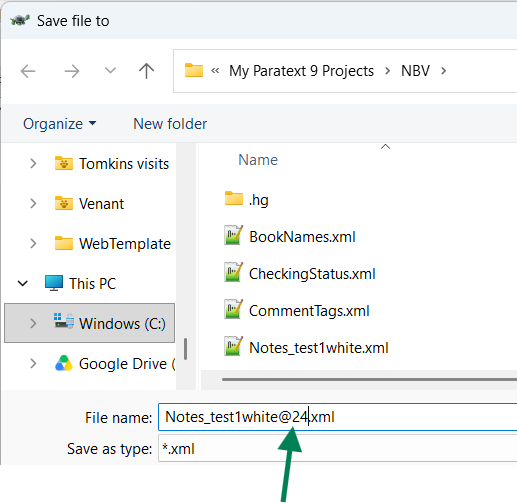 Save file to
« My Paratext 9 Projects > NBV >
Organize New folder
Name
Tomkins visits
Venant
WebTemplate
This PC
Windows (C:)
Google Drive (
.hg
BookNames.xml
CheckingStatus.xml
CommentTags.xml
Notes_test1white.xml
File name: Notes_test1white@24.xml
Save as type: *.xml